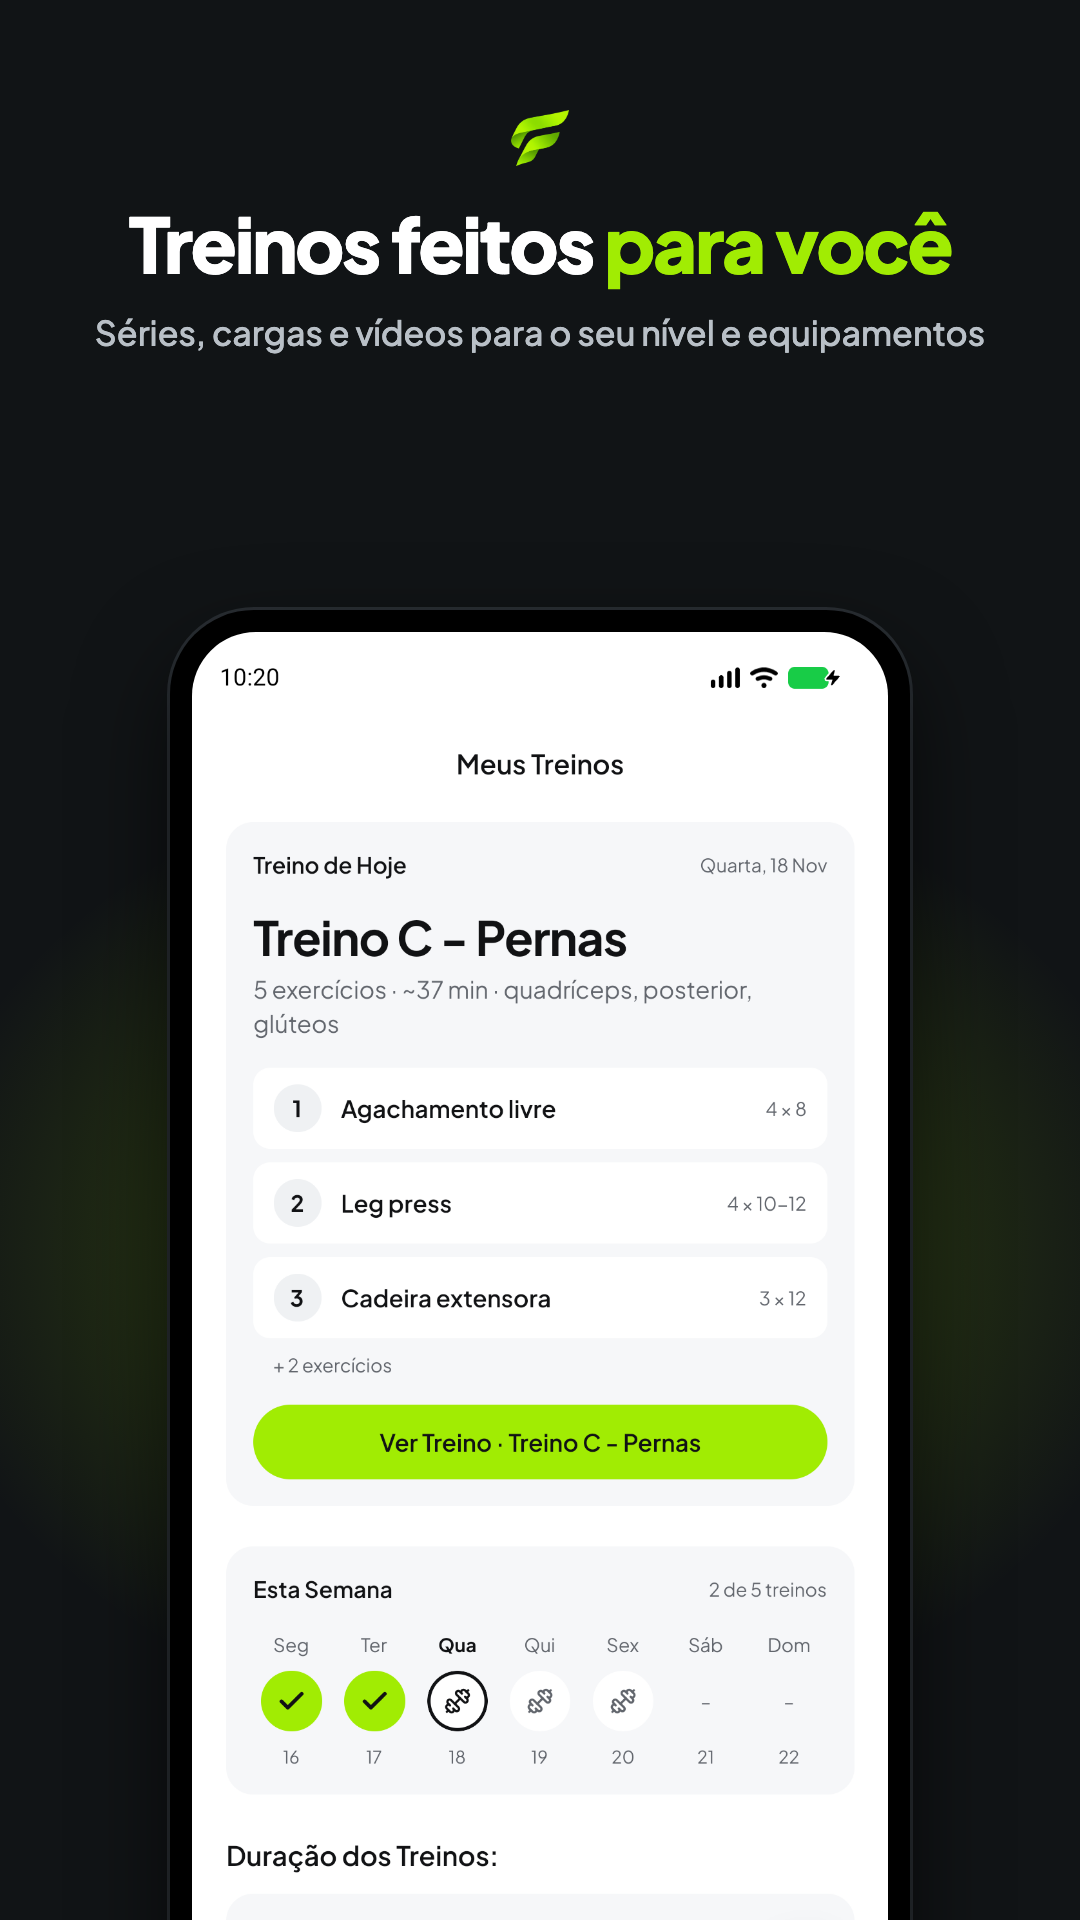 Treinos feitos para você
Séries, cargas e vídeos para o seu nível e equipamentos
10:20
Meus Treinos
Treino de Hoje
Quarta, 18 Nov
Treino C – Pernas
5 exercícios · ~37 min · quadríceps, posterior,
glúteos
1 Agachamento livre 4 × 8
2 Leg press 4 × 10–12
3 Cadeira extensora 3 × 12
+ 2 exercícios
Ver Treino · Treino C – Pernas
Esta Semana
2 de 5 treinos
Seg Ter Qua Qui Sex Sáb Dom
– –
16 17 18 19 20 21 22
Duração dos Treinos: